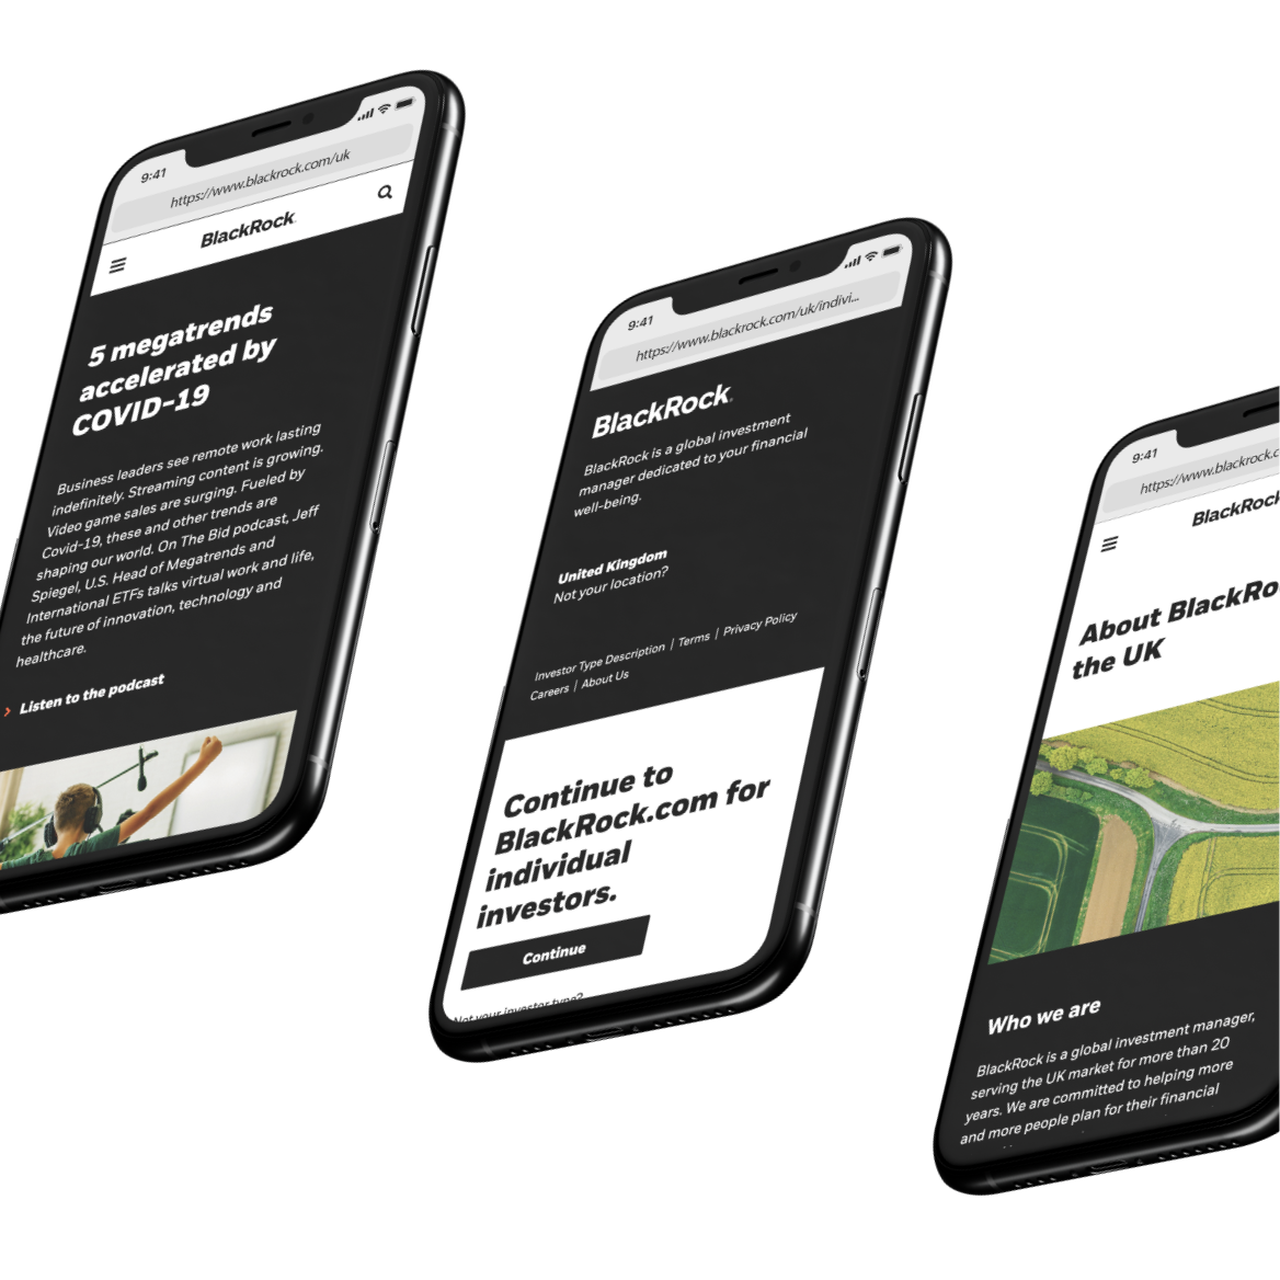 9:41
https://www.blackrock.com/uk
BlackRock
5 megatrends
accelerated by
COVID-19
Business leaders see remote work lasting
indefinitely. Streaming content is growing.
Video game sales are surging. Fueled by
Covid-19, these and other trends are
shaping our world. On The Bid podcast, Jeff
Spiegel, U.S. Head of Megatrends and
International ETFs talks virtual work and life,
the future of innovation, technology and
healthcare.
Listen to the podcast
9:41
https://www.blackrock.com/uk/indivi...
BlackRock
BlackRock is a global investment
manager dedicated to your financial
well-being.
United Kingdom
Not your location?
Investor Type Description | Terms | Privacy Policy
Careers | About Us
Continue to
BlackRock.com for
individual
investors.
Continue
Not your investor type?
9:41
https://www.blackrock.c
BlackRock
About BlackRo
the UK
Who we are
BlackRock is a global investment manager,
serving the UK market for more than 20
years. We are committed to helping more
and more people plan for their financial